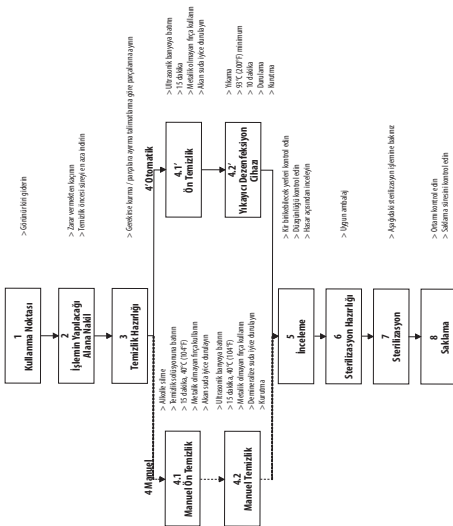 1
Kullanma Noktası
> Görünür kiri giderin
2
İşlemin Yapılacağı
Alana Nakil
> Zarar vermekten kaçının
> Temizlik öncesi süreyi en aza indirin
3
Temizlik Hazırlığı
> Gerekirse kurma / parçalara ayırma talimatlarına göre parçalarına ayırın
4 Manuel
> Alkolle silme
4.1
Manuel Ön Temizlik
> Temizlik solüsyonuna batırın
> 15 dakika, 40°C (104°F)
> Metalik olmayan fırça kullanın
> Akan suda iyice durulayın
4.2
Manuel Temizlik
> Ultrasonik banyoya batırın
> 15 dakika, 40°C (104°F)
> Metalik olmayan fırça kullanın
> Demineralize suda iyice durulayın
> Kurutma
4' Otomatik
4.1'
Ön Temizlik
> Ultrasonik banyoya batırın
> 15 dakika
> Metalik olmayan fırça kullanın
> Akan suda iyice durulayın
4.2'
Yıkayıcı Dezenfeksiyon
Cihazı
> Yıkama
> 93°C (200°F) minimum
> 10 dakika
> Durulama
> Kurutma
5
İnceleme
> Kir birikebilecek yerleri kontrol edin
> Düzgünlüğü kontrol edin
> Hasar açısından inceleyin
6
Sterilizasyon Hazırlığı
> Uygun ambalaj
7
Sterilizasyon
> Aşağıdaki sterilizasyon işlemine bakınız
8
Saklama
> Ortamı kontrol edin
> Saklama süresini kontrol edin